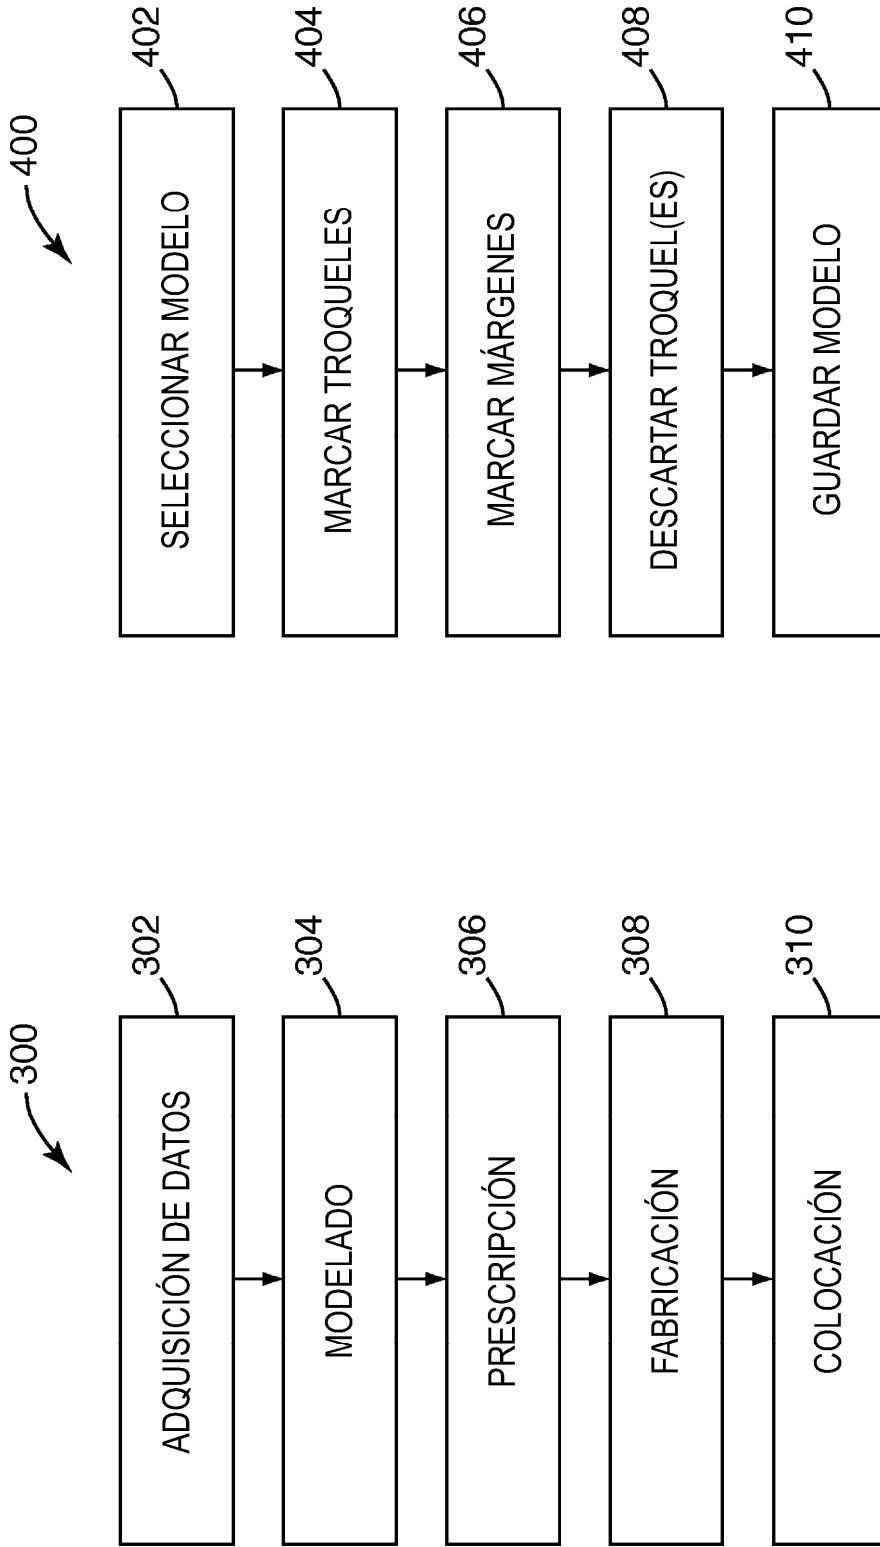 300
ADQUISICIÓN DE DATOS
302
MODELADO
304
PRESCRIPCIÓN
306
FABRICACIÓN
308
COLOCACIÓN
310
400
SELECCIONAR MODELO
402
MARCAR TROQUELES
404
MARCAR MÁRGENES
406
DESCARTAR TROQUEL(ES)
408
GUARDAR MODELO
410